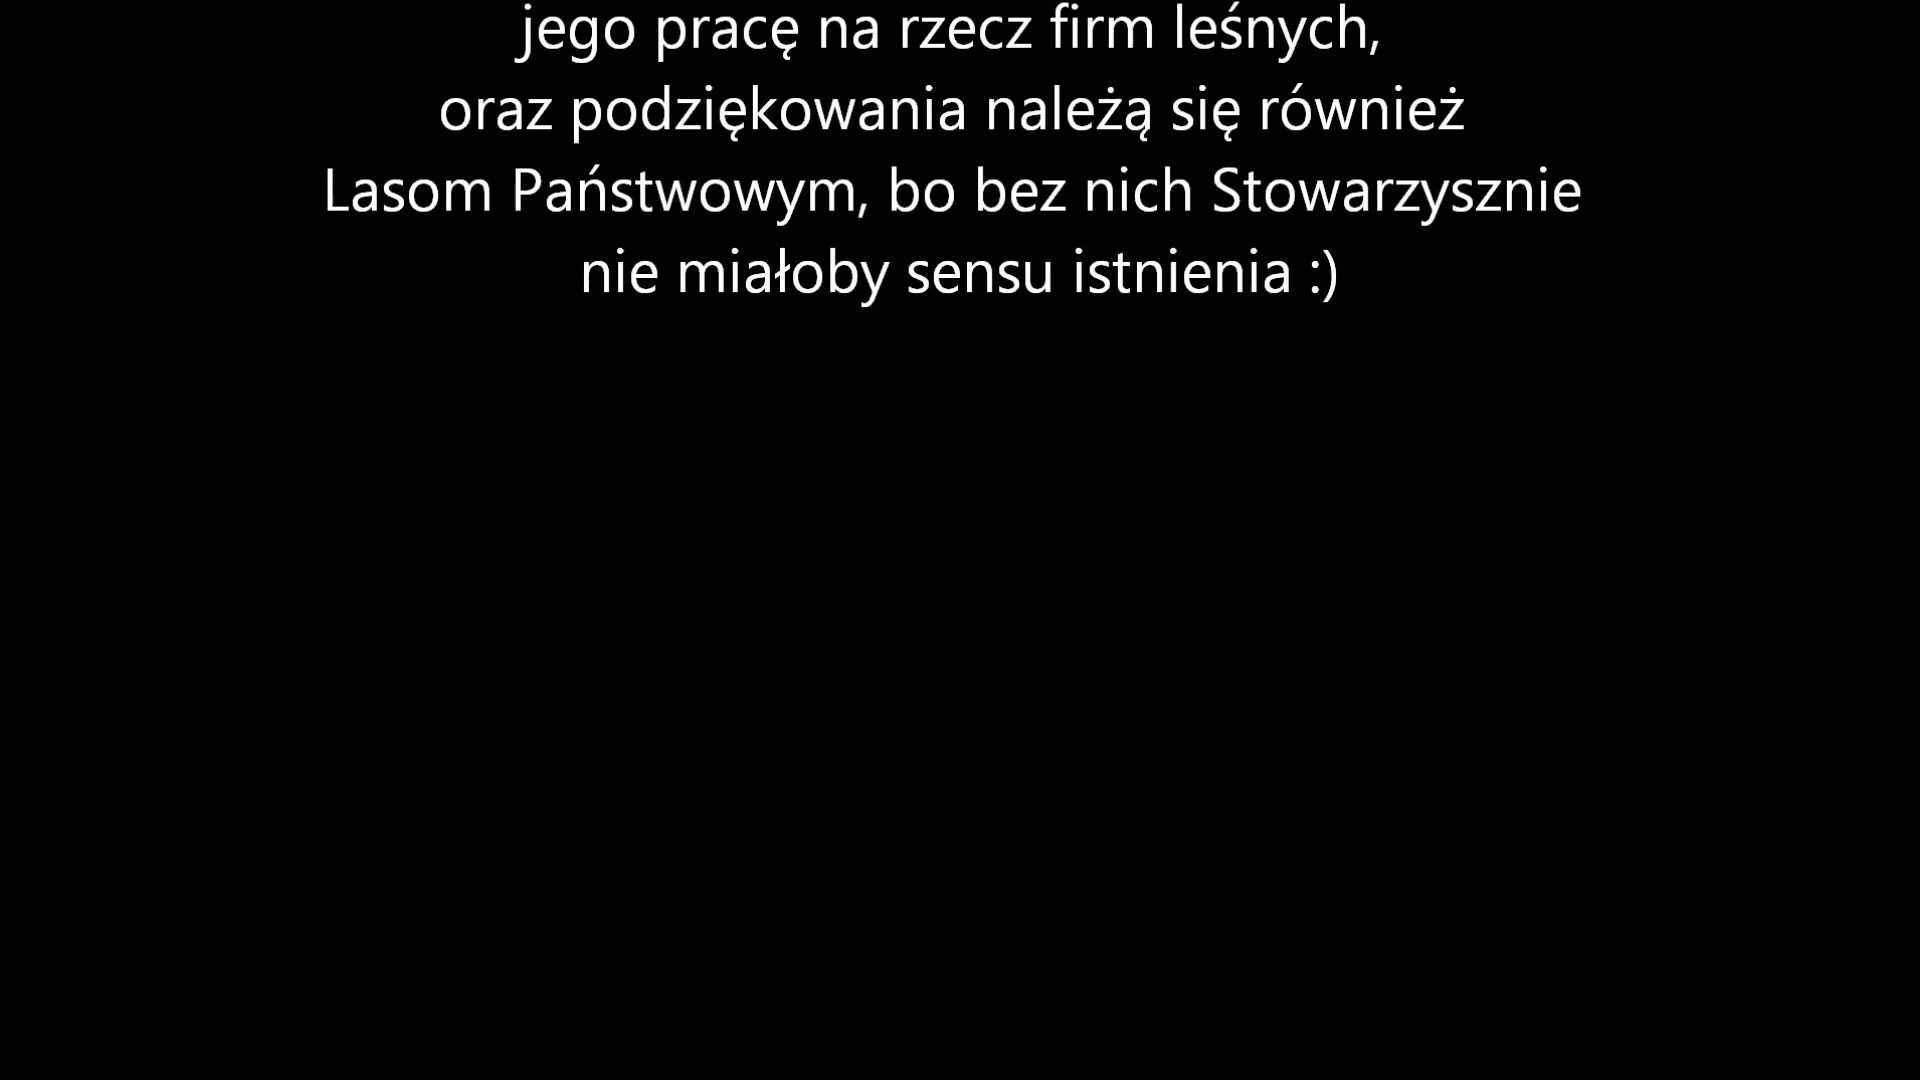 jego pracę na rzecz firm leśnych,
oraz podziękowania należą się również
Lasom Państwowym, bo bez nich Stowarzysznie
nie miałoby sensu istnienia :)